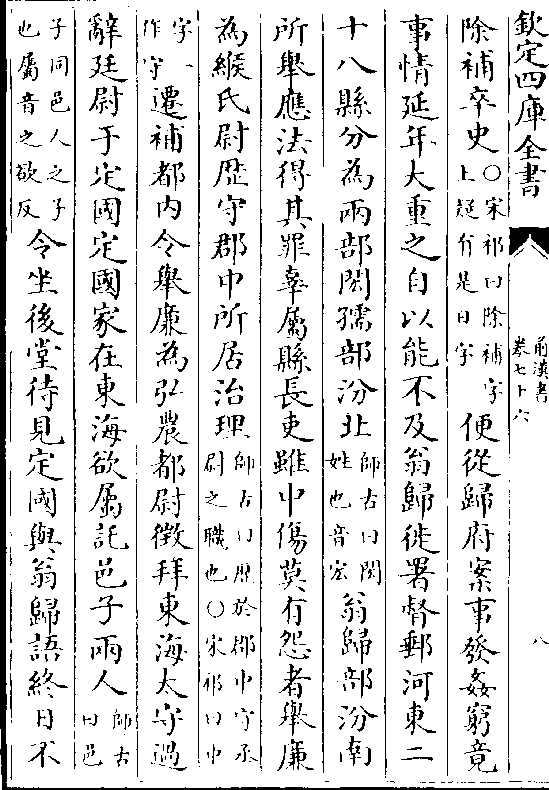 欽定四庫全書
前漢書
卷七十六
八
除補卒史〇宋祁曰除補字上疑有是日字便從歸府案事發姦窮竟
事情延年大重之自以能不及翁歸徙署督郵河東二
十八縣分為兩部閎孺部汾北師古曰閎姓也音宏翁歸部汾南
所舉應法得其罪辜屬縣長吏雖中傷莫有怨者舉廉
為緱氏尉歴守郡中所居治理師古曰歴於郡中守丞尉之職也〇宋祁曰中
字一作守遷補都内令舉廉為弘農都尉徵拜東海太守過
辭廷尉于定國定國家在東海欲屬託邑子兩人師古曰邑
子同邑人之子也屬音之欲反令坐後堂待見定國與翁歸語終日不